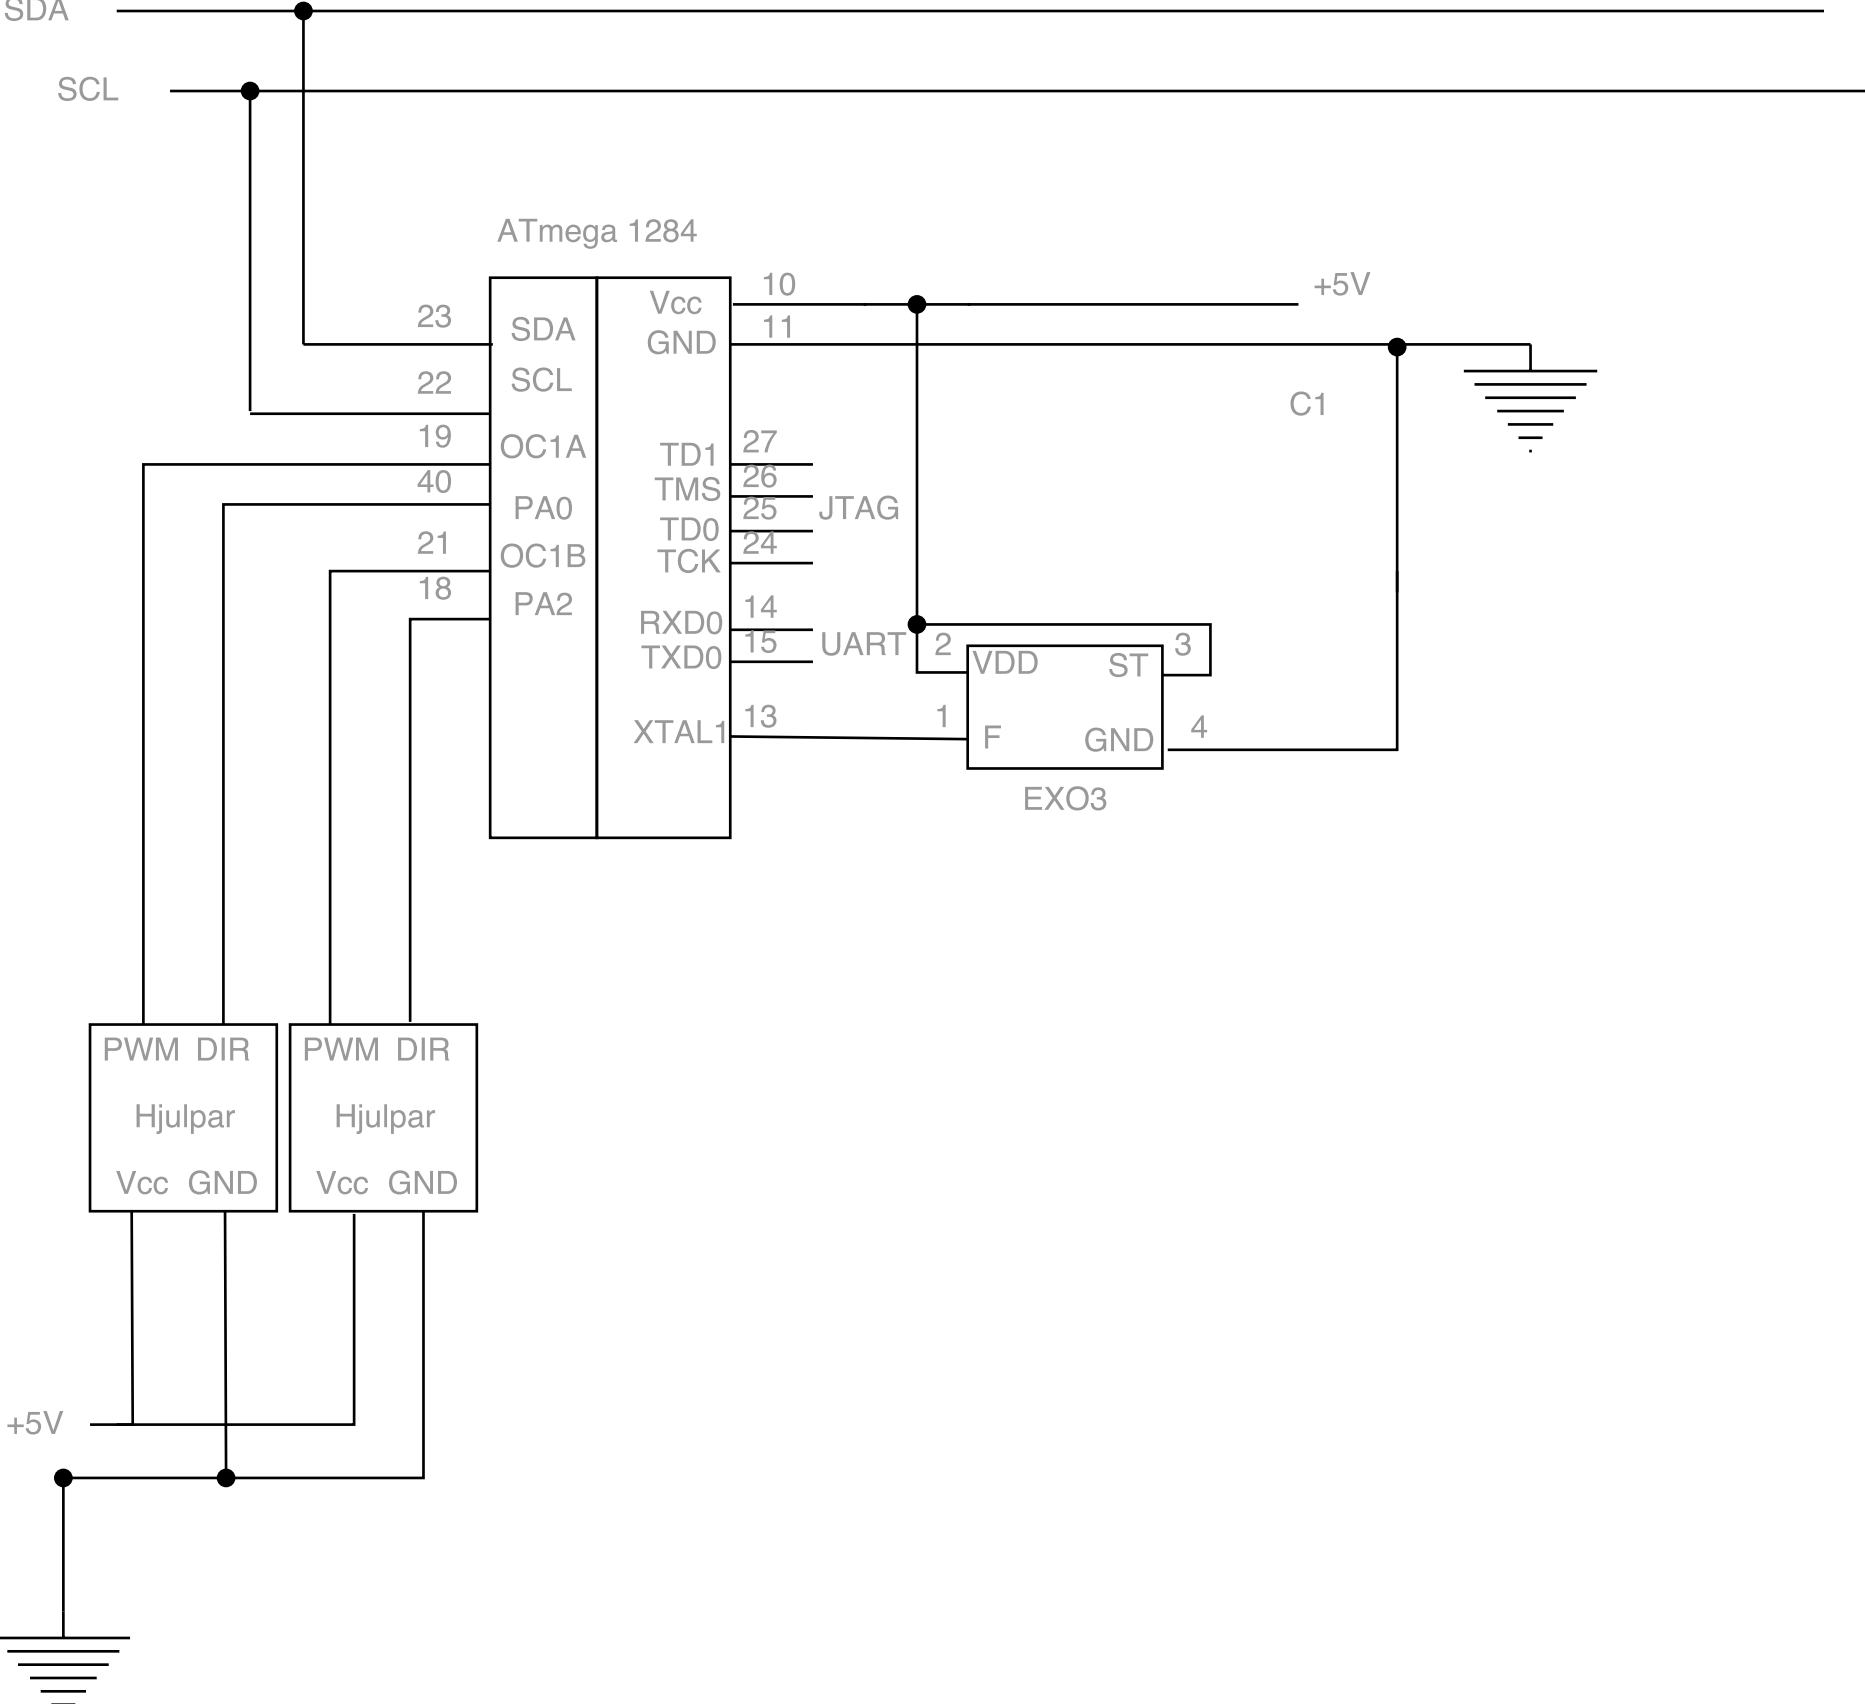 SDA
SCL
ATmega 1284
10
+5V
23
Vcc
11
SDA
GND
22
SCL
C1
19
OC1A
27
TD1
40
26
TMS
PA0
25
JTAG
TD0
21
24
OC1B
TCK
18
PA2
14
RXD0
15
UART
2
3
TXD0
VDD
ST
13
1
4
XTAL1
F
GND
EXO3
PWM DIR
PWM DIR
Hjulpar
Hjulpar
Vcc GND
Vcc GND
+5V